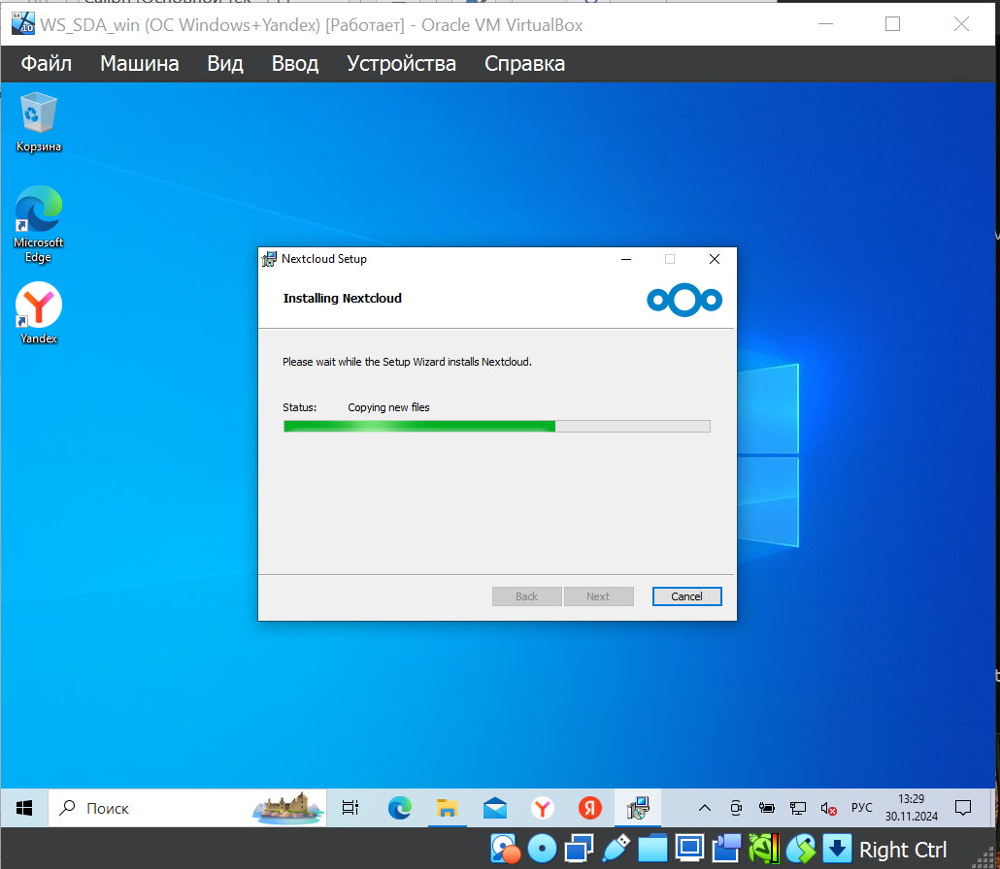 WS_SDA_win (ОС Windows+Yandex) [Работает] - Oracle VM VirtualBox
Файл Машина Вид Ввод Устройства Справка
Корзина
Microsoft
Edge
Yandex
Nextcloud Setup
Installing Nextcloud
Please wait while the Setup Wizard installs Nextcloud.
Status: Copying new files
Back Next Cancel
Поиск
РУС
13:29
30.11.2024
Right Ctrl